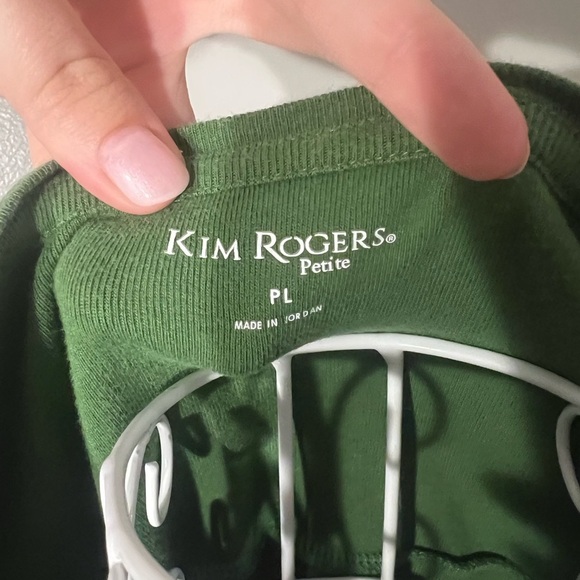 KIM ROGERS®
Petite
PL
MADE IN JORDAN